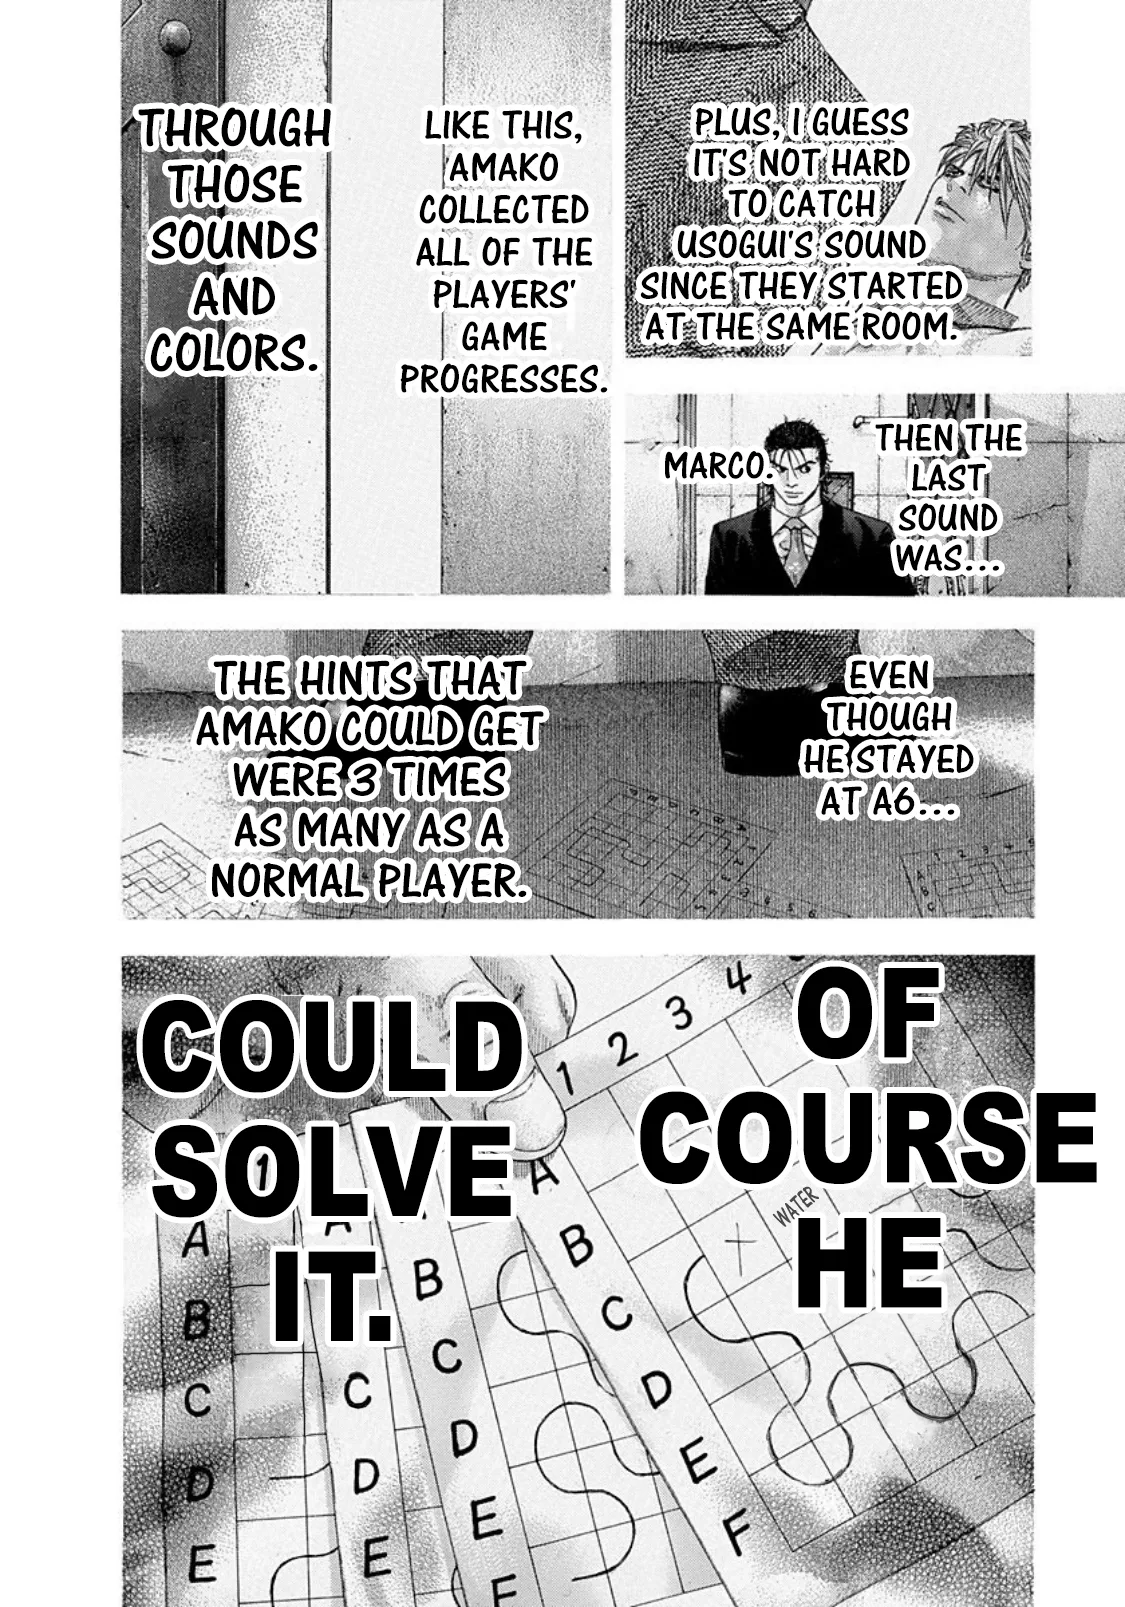 PLUS, I GUESS
IT'S NOT HARD
TO CATCH
USOGUI'S SOUND
SINCE THEY STARTED
AT THE SAME ROOM.
THEN THE
LAST
SOUND
WAS...
MARCO.
LIKE THIS,
AMAKO
COLLECTED
ALL OF THE
PLAYERS'
GAME
PROGRESSES.
THROUGH
THOSE
SOUNDS
AND
COLORS.
EVEN
THOUGH
HE STAYED
AT A6...
THE HINTS THAT
AMAKO COULD GET
WERE 3 TIMES
AS MANY AS A
NORMAL PLAYER.
OF
COURSE
HE
COULD
SOLVE
IT.
1 2 3 4
A
B
C
D
E
F
WATER
B
C
D
E
F
A
C
D
E
1
A
B
C
D
E